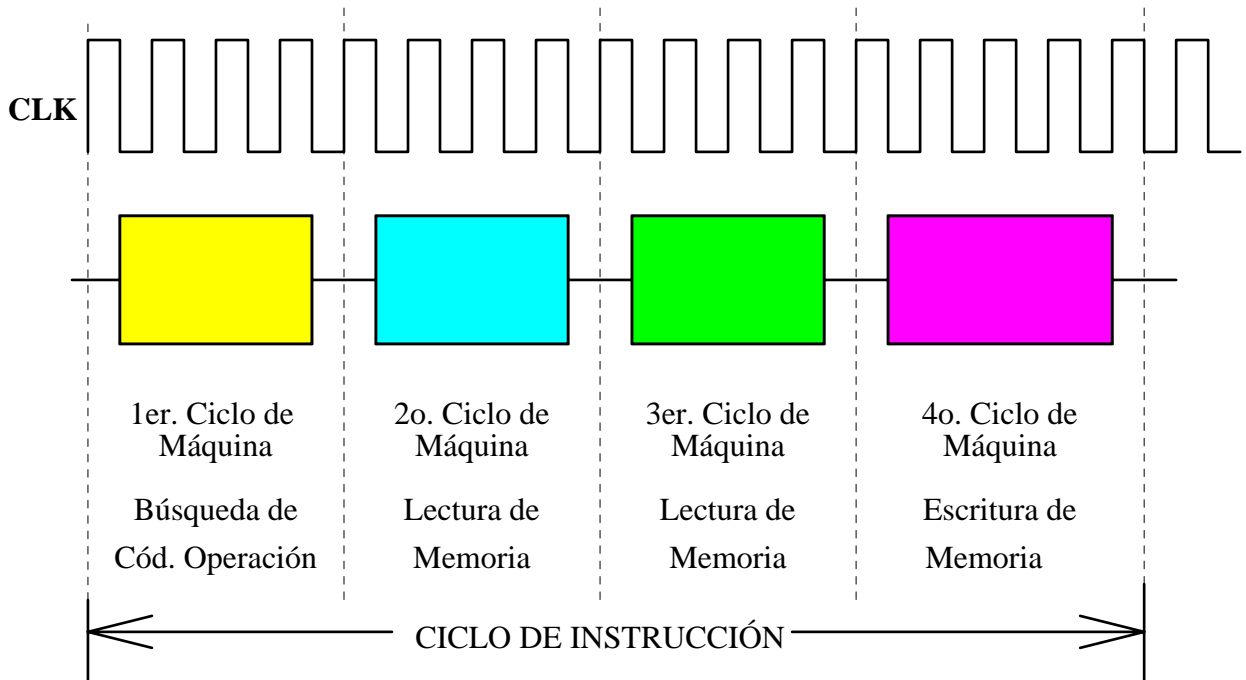 CLK
1er. Ciclo de
Máquina
2o. Ciclo de
Máquina
3er. Ciclo de
Máquina
4o. Ciclo de
Máquina
Búsqueda de
Cód. Operación
Lectura de
Memoria
Lectura de
Memoria
Escritura de
Memoria
CICLO DE INSTRUCCIÓN